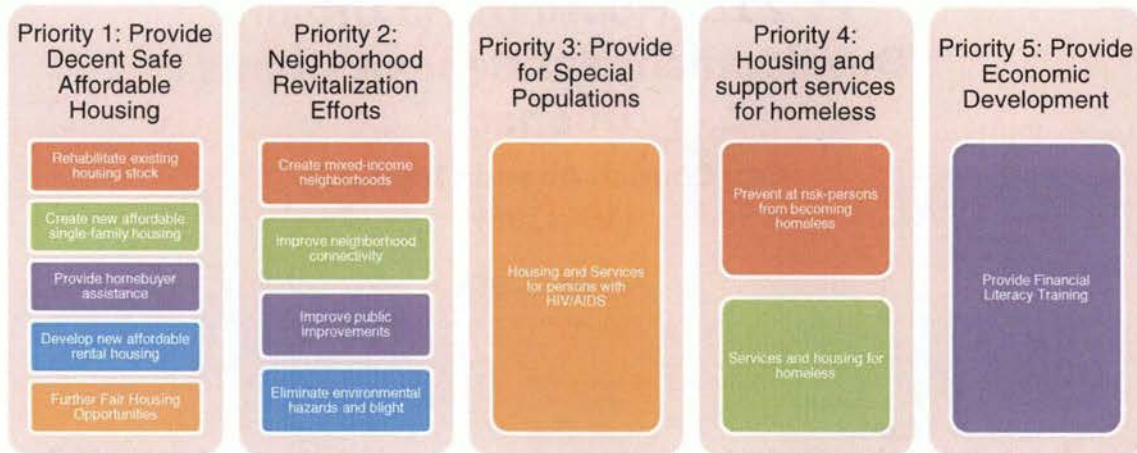 Priority 1: Provide
Decent Safe
Affordable
Housing
Rehabilitate existing
housing stock
Create new affordable
single-family housing
Provide homebuyer
assistance
Develop new affordable
rental housing
Further Fair Housing
Opportunities
Priority 2:
Neighborhood
Revitalization
Efforts
Create mixed-income
neighborhoods
Improve neighborhood
connectivity
Improve public
improvements
Eliminate environmental
hazards and blight
Priority 3: Provide
for Special
Populations
Housing and Services
for persons with
HIV/AIDS
Priority 4:
Housing and
support services
for homeless
Prevent at risk-persons
from becoming
homeless
Services and housing for
homeless
Priority 5: Provide
Economic
Development
Provide Financial
Literacy Training